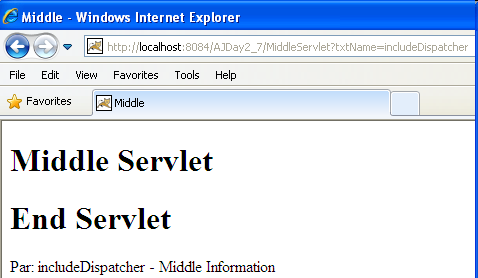 Middle - Windows Internet Explorer
http://localhost:8084/AJDay2_7/MiddleServlet?txtName=includeDispatcher
File Edit View Favorites Tools Help
Favorites Middle
Middle Servlet
End Servlet
Par: includeDispatcher - Middle Information